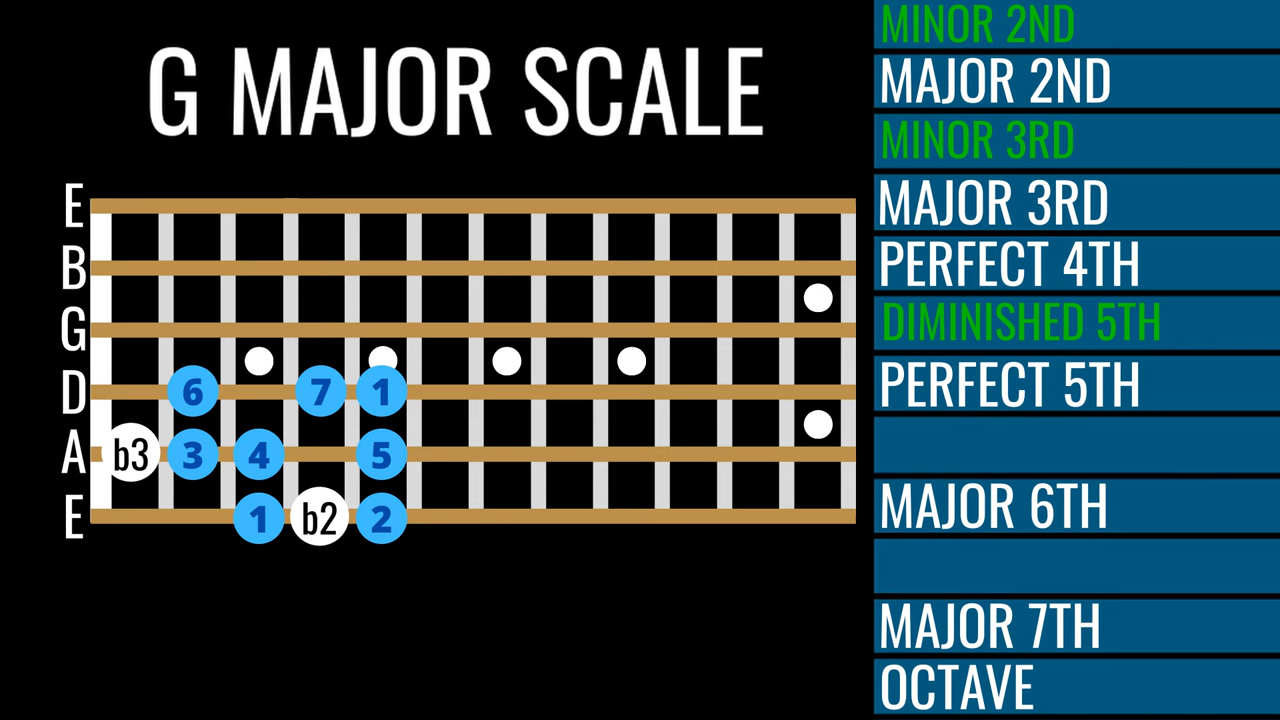 G MAJOR SCALE
E
B
G
D 6 7 1
A b3 3 4 5
E 1 b2 2
MINOR 2ND
MAJOR 2ND
MINOR 3RD
MAJOR 3RD
PERFECT 4TH
DIMINISHED 5TH
PERFECT 5TH
MAJOR 6TH
MAJOR 7TH
OCTAVE